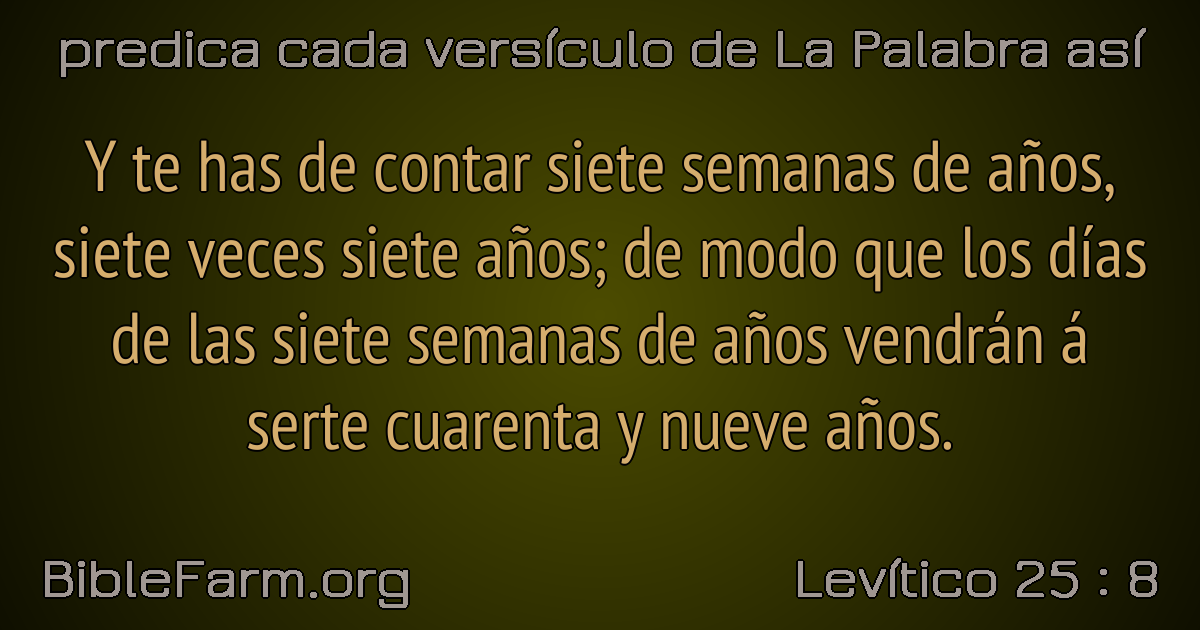 predica cada versículo de La Palabra así
Y te has de contar siete semanas de años,
siete veces siete años; de modo que los días
de las siete semanas de años vendrán á
serte cuarenta y nueve años.
BibleFarm.org
Levítico 25 : 8